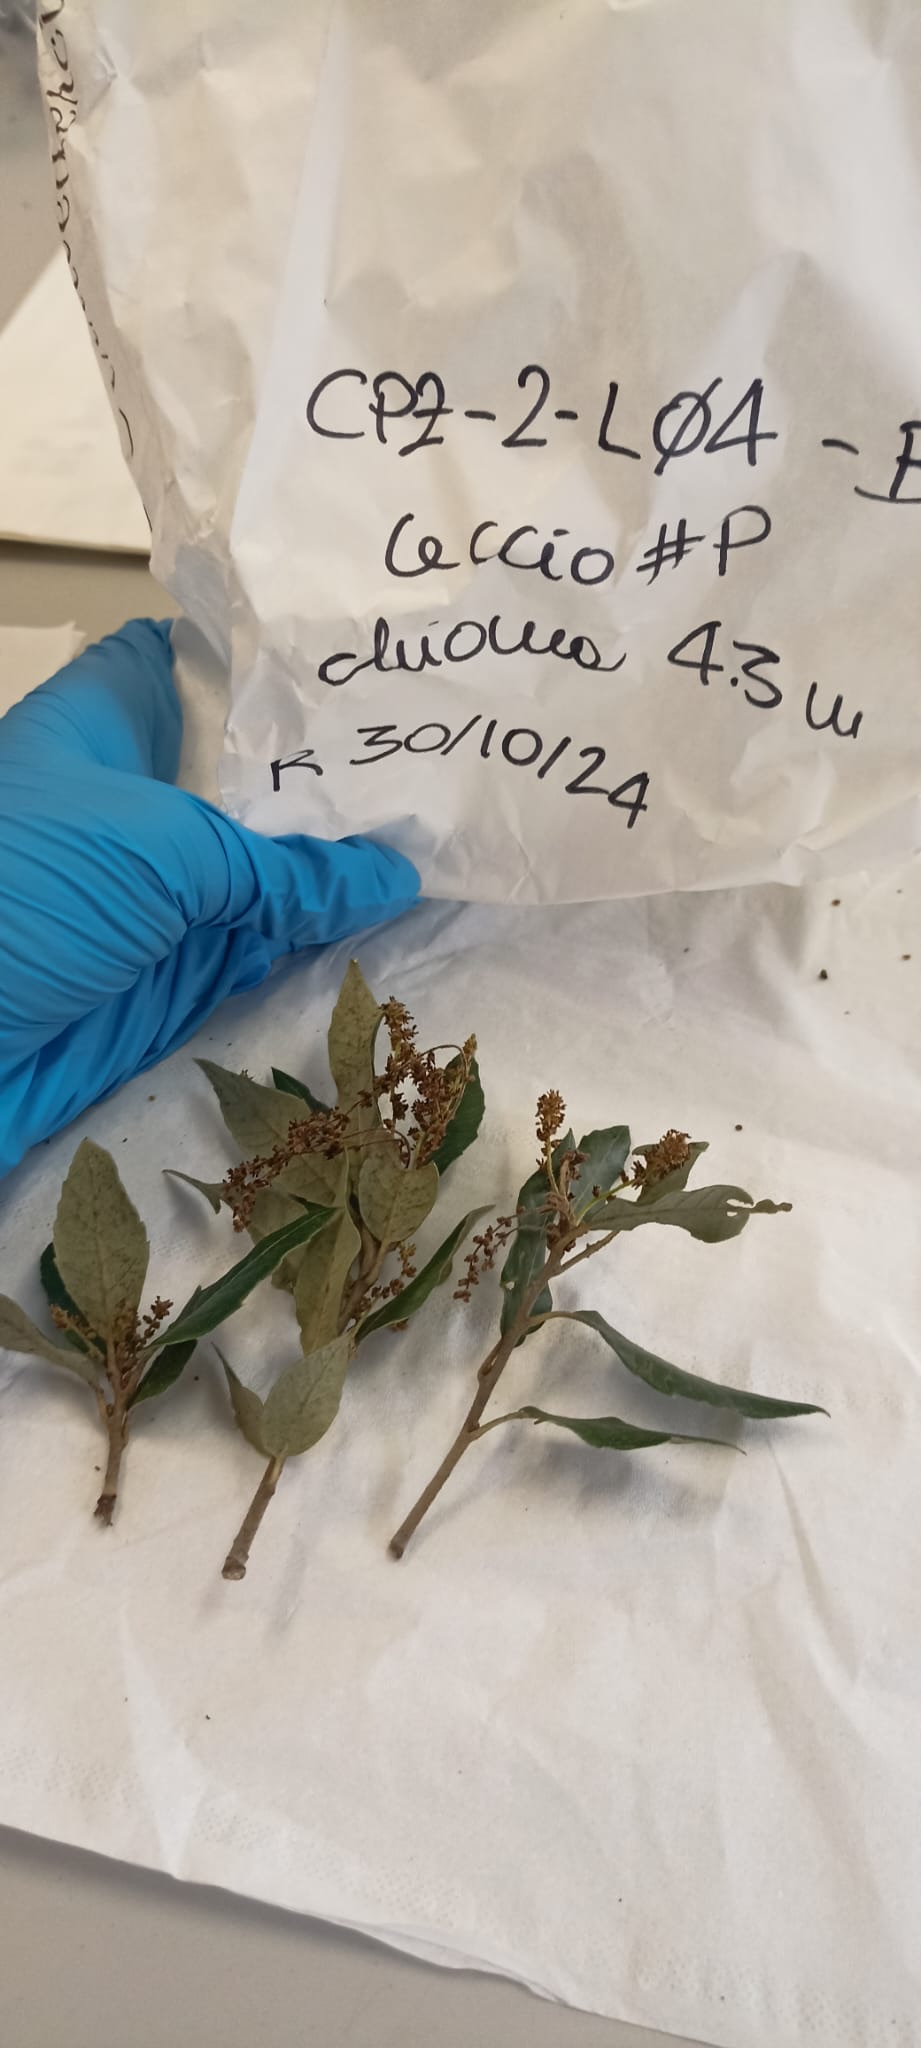 CPZ-2-LØ4 -
Leccio #P
chioma 4.3 m
R 30/10/24